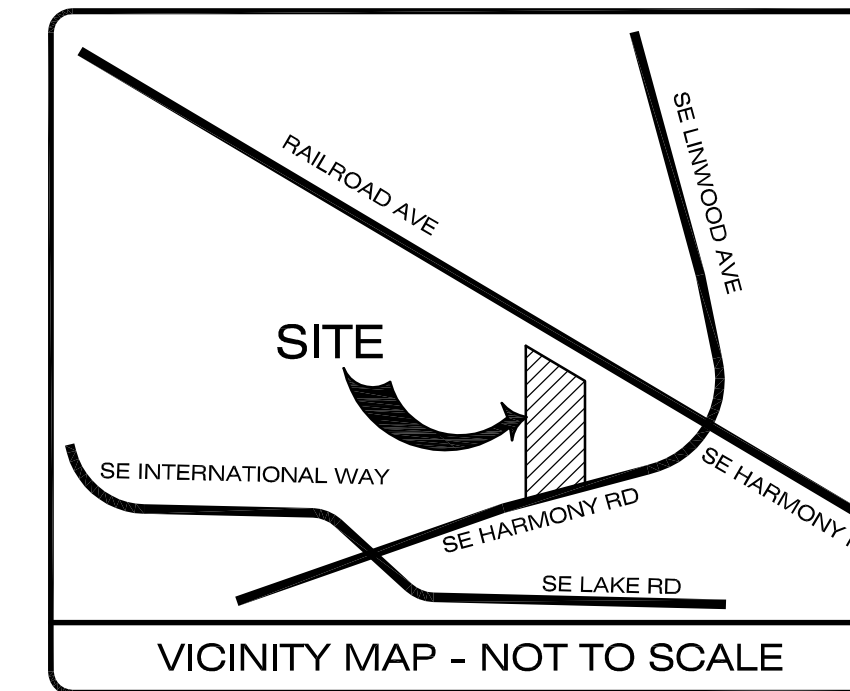 RAILROAD AVE
SE LINWOOD AVE
SITE
SE INTERNATIONAL WAY
SE HARMONY RD
SE HARMONY
SE LAKE RD
VICINITY MAP - NOT TO SCALE